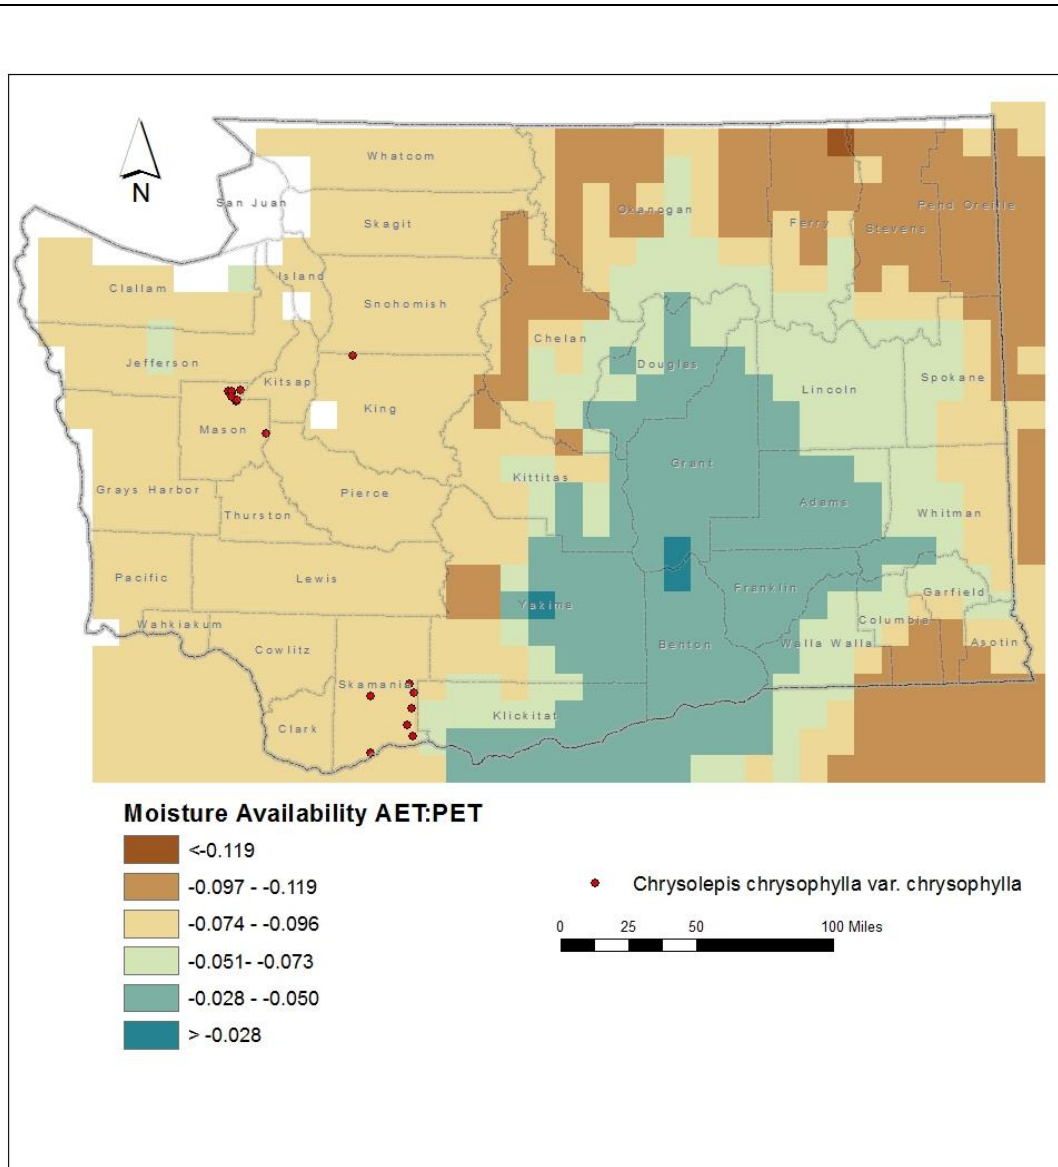 N
Whatcom
San Juan
Skagit
Okanogan
Ferry
Stevens
Pend Oreille
Island
Clallam
Snohomish
Chelan
Douglas
Jefferson
Kitsap
King
Lincoln
Spokane
Mason
Grant
Kittitas
Grays Harbor
Pierce
Thurston
Adams
Whitman
Pacific
Lewis
Yakima
Franklin
Garfield
Wahkiakum
Columbia
Cowlitz
Benton
Walla Walla
Asotin
Skamania
Klickitat
Clark
Moisture Availability AET:PET
<-0.119
-0.097 - -0.119
-0.074 - -0.096
-0.051- -0.073
-0.028 - -0.050
> -0.028
Chrysolepis chrysophylla var. chrysophylla
0 25 50 100 Miles